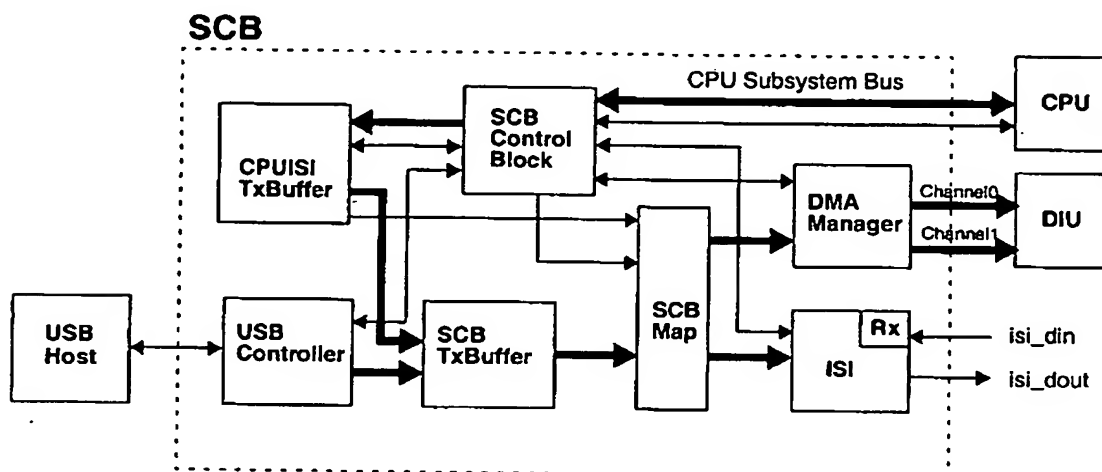 SCB
CPU Subsystem Bus
CPU
SCB
Control
Block
CPUISI
TxBuffer
DMA
Manager
Channel0
Channel1
DIU
SCB
Map
USB
Host
USB
Controller
SCB
TxBuffer
Rx
ISI
isi_din
isi_dout